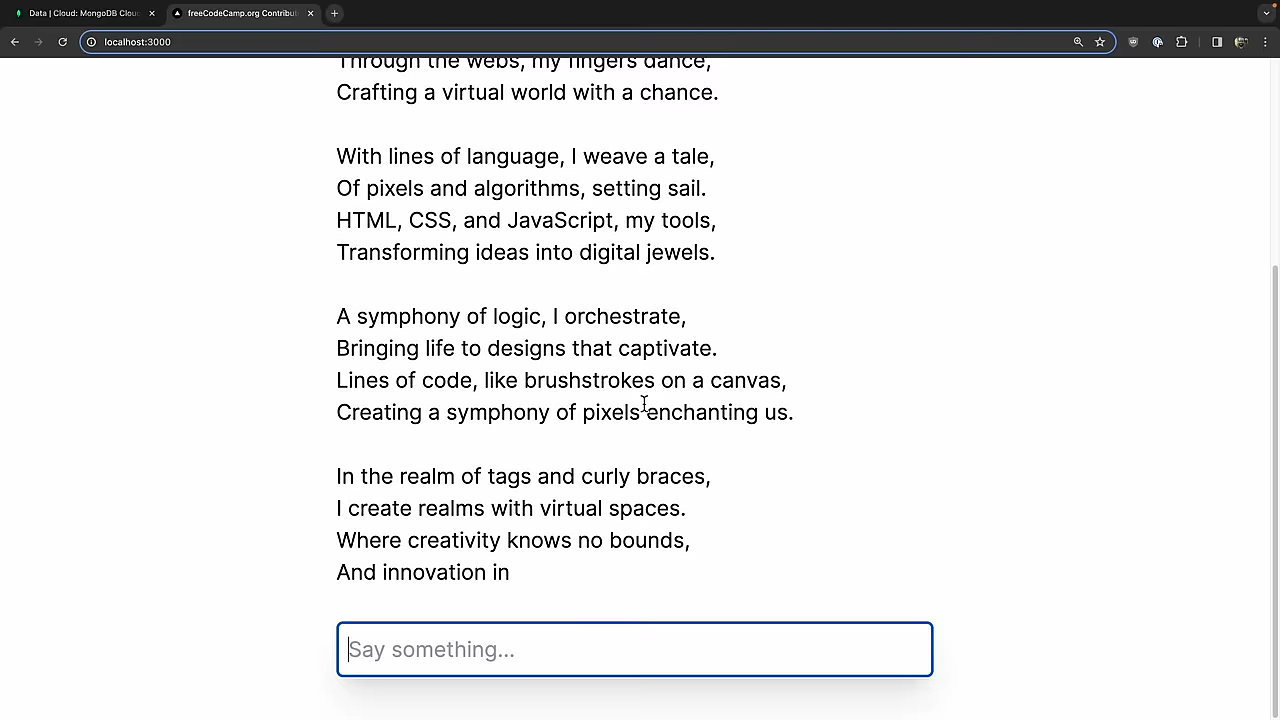 Data | Cloud: MongoDB Clou
freeCodeCamp.org Contribut
localhost:3000
Through the webs, my fingers dance,
Crafting a virtual world with a chance.
With lines of language, I weave a tale,
Of pixels and algorithms, setting sail.
HTML, CSS, and JavaScript, my tools,
Transforming ideas into digital jewels.
A symphony of logic, I orchestrate,
Bringing life to designs that captivate.
Lines of code, like brushstrokes on a canvas,
Creating a symphony of pixels enchanting us.
In the realm of tags and curly braces,
I create realms with virtual spaces.
Where creativity knows no bounds,
And innovation in
Say something...